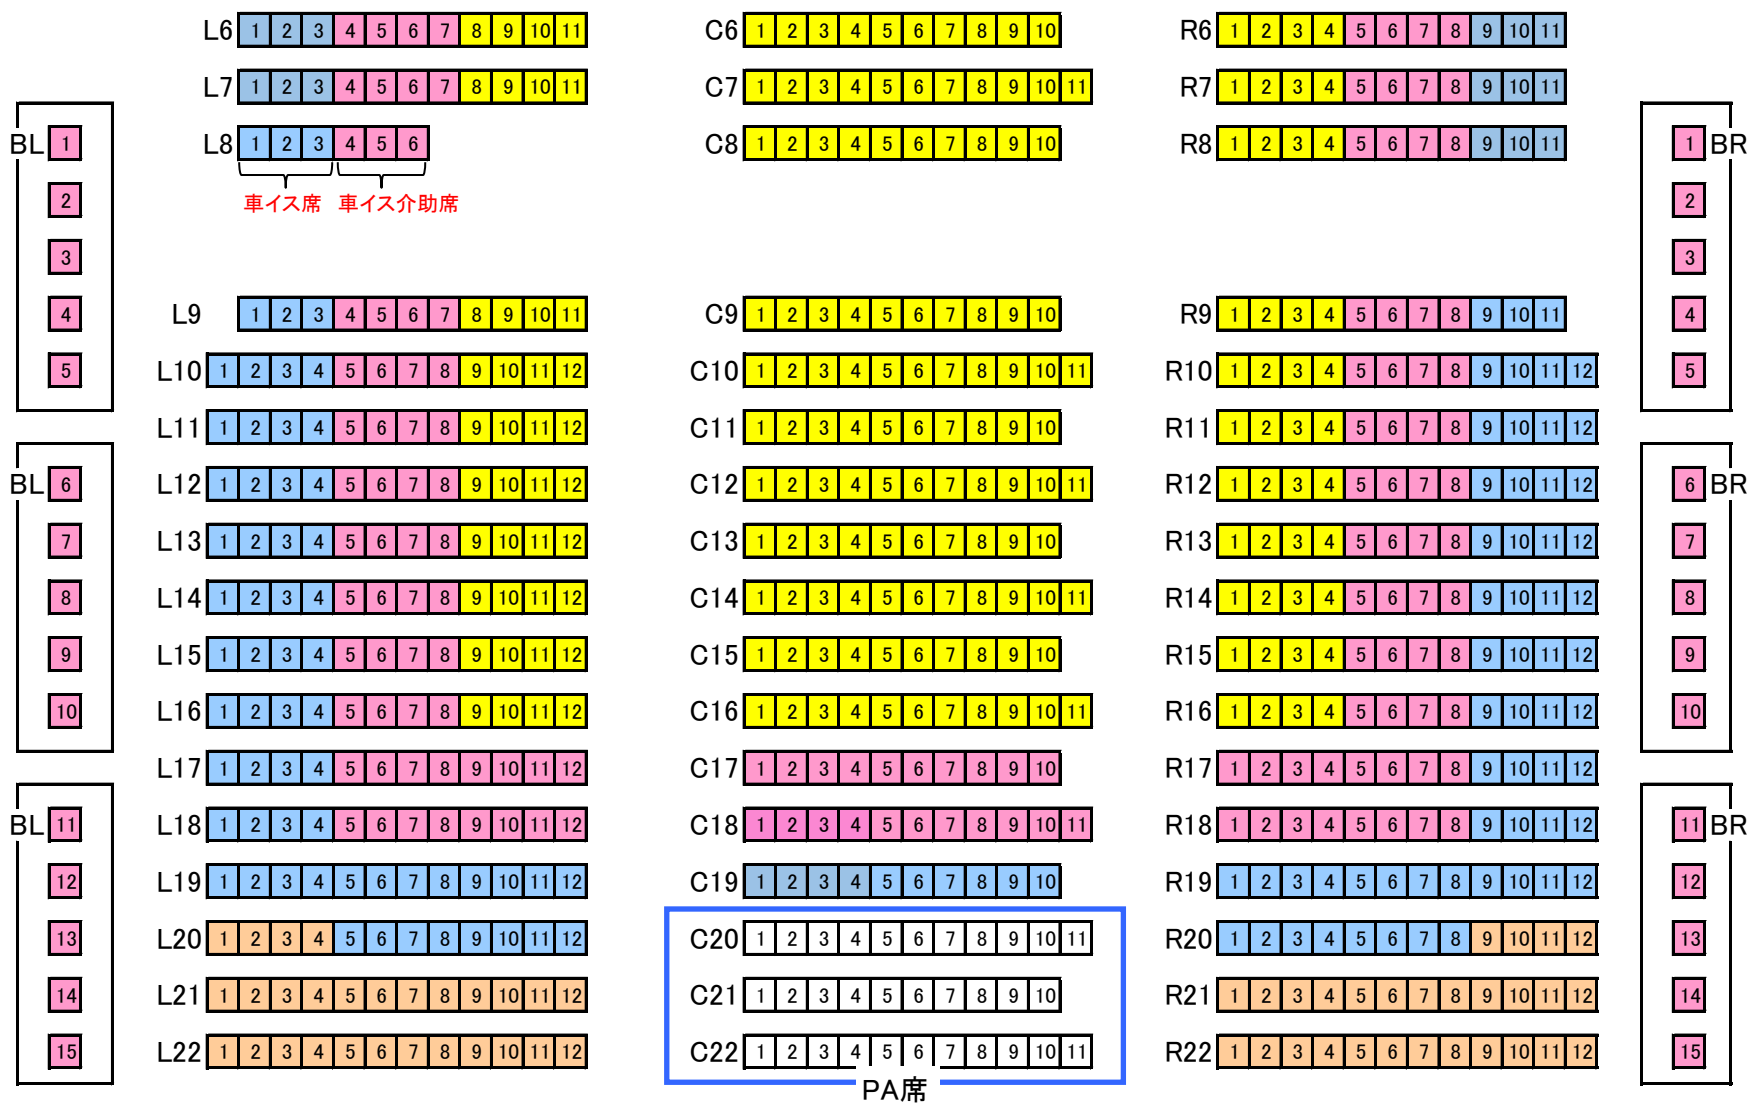 L6 1 2 3 4 5 6 7 8 9 10 11 C6 1 2 3 4 5 6 7 8 9 10 R6 1 2 3 4 5 6 7 8 9 10 11
L7 1 2 3 4 5 6 7 8 9 10 11 C7 1 2 3 4 5 6 7 8 9 10 11 R7 1 2 3 4 5 6 7 8 9 10 11
BL 1 L8 1 2 3 4 5 6 C8 1 2 3 4 5 6 7 8 9 10 R8 1 2 3 4 5 6 7 8 9 10 11 1 BR
2 車イス席 車イス介助席 2
3 3
L9 1 2 3 4 5 6 7 8 9 10 11 C9 1 2 3 4 5 6 7 8 9 10 R9 1 2 3 4 5 6 7 8 9 10 11
4 4
5 L10 1 2 3 4 5 6 7 8 9 10 11 12 C10 1 2 3 4 5 6 7 8 9 10 11 R10 1 2 3 4 5 6 7 8 9 10 11 12 5
L11 1 2 3 4 5 6 7 8 9 10 11 12 C11 1 2 3 4 5 6 7 8 9 10 R11 1 2 3 4 5 6 7 8 9 10 11 12
BL 6 L12 1 2 3 4 5 6 7 8 9 10 11 12 C12 1 2 3 4 5 6 7 8 9 10 11 R12 1 2 3 4 5 6 7 8 9 10 11 12 6 BR
7 L13 1 2 3 4 5 6 7 8 9 10 11 12 C13 1 2 3 4 5 6 7 8 9 10 R13 1 2 3 4 5 6 7 8 9 10 11 12 7
8 L14 1 2 3 4 5 6 7 8 9 10 11 12 C14 1 2 3 4 5 6 7 8 9 10 11 R14 1 2 3 4 5 6 7 8 9 10 11 12 8
9 L15 1 2 3 4 5 6 7 8 9 10 11 12 C15 1 2 3 4 5 6 7 8 9 10 R15 1 2 3 4 5 6 7 8 9 10 11 12 9
10 L16 1 2 3 4 5 6 7 8 9 10 11 12 C16 1 2 3 4 5 6 7 8 9 10 11 R16 1 2 3 4 5 6 7 8 9 10 11 12 10
L17 1 2 3 4 5 6 7 8 9 10 11 12 C17 1 2 3 4 5 6 7 8 9 10 R17 1 2 3 4 5 6 7 8 9 10 11 12
BL 11 L18 1 2 3 4 5 6 7 8 9 10 11 12 C18 1 2 3 4 5 6 7 8 9 10 11 R18 1 2 3 4 5 6 7 8 9 10 11 12 11 BR
12 L19 1 2 3 4 5 6 7 8 9 10 11 12 C19 1 2 3 4 5 6 7 8 9 10 R19 1 2 3 4 5 6 7 8 9 10 11 12 12
13 L20 1 2 3 4 5 6 7 8 9 10 11 12 C20 1 2 3 4 5 6 7 8 9 10 11 R20 1 2 3 4 5 6 7 8 9 10 11 12 13
14 L21 1 2 3 4 5 6 7 8 9 10 11 12 C21 1 2 3 4 5 6 7 8 9 10 R21 1 2 3 4 5 6 7 8 9 10 11 12 14
15 L22 1 2 3 4 5 6 7 8 9 10 11 12 C22 1 2 3 4 5 6 7 8 9 10 11 R22 1 2 3 4 5 6 7 8 9 10 11 12 15
PA席